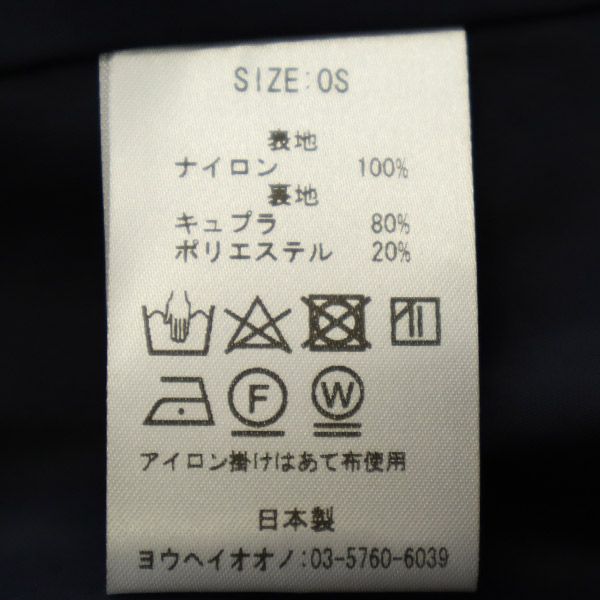 SIZE:OS
表地
ナイロン 100%
裏地
キュプラ 80%
ポリエステル 20%
F W
アイロン掛けはあて布使用
日本製
ヨウヘイオオノ:03-5760-6039